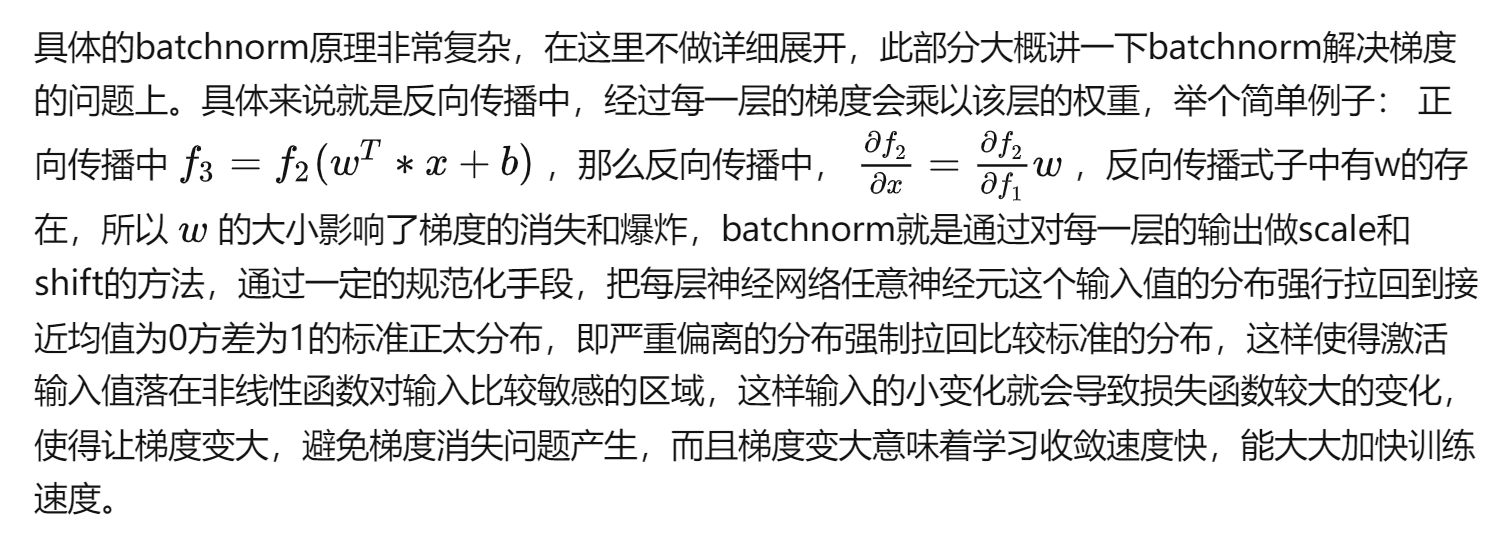 具体的batchnorm原理非常复杂，在这里不做详细展开，此部分大概讲一下batchnorm解决梯度
的问题上。具体来说就是反向传播中，经过每一层的梯度会乘以该层的权重，举个简单例子： 正
向传播中 $f_3 = f_2(w^T * x + b)$ ，那么反向传播中， $\frac{\partial f_2}{\partial x} = \frac{\partial f_2}{\partial f_1}w$ ，反向传播式子中有w的存
在，所以 $w$ 的大小影响了梯度的消失和爆炸，batchnorm就是通过对每一层的输出做scale和
shift的方法，通过一定的规范化手段，把每层神经网络任意神经元这个输入值的分布强行拉回到接
近均值为0方差为1的标准正太分布，即严重偏离的分布强制拉回比较标准的分布，这样使得激活
输入值落在非线性函数对输入比较敏感的区域，这样输入的小变化就会导致损失函数较大的变化，
使得让梯度变大，避免梯度消失问题产生，而且梯度变大意味着学习收敛速度快，能大大加快训练
速度。